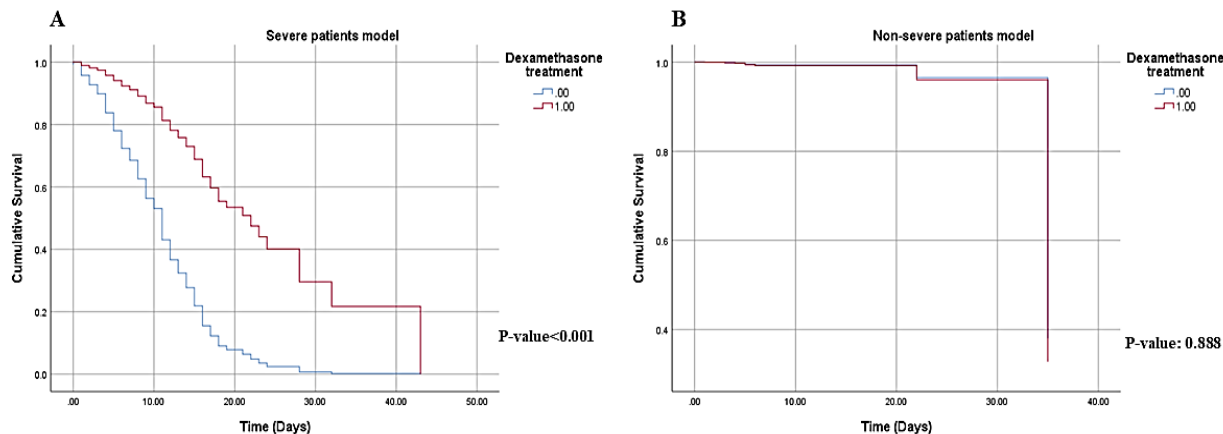 A
Severe patients model
Cumulative Survival
1.0
0.8
0.6
0.4
0.2
0.0
.00
10.00
20.00
30.00
40.00
50.00
Time (Days)
Dexamethasone
treatment
.00
1.00
P-value<0.001
B
Non-severe patients model
Cumulative Survival
1.0
0.8
0.6
0.4
.00
10.00
20.00
30.00
40.00
Time (Days)
Dexamethasone
treatment
.00
1.00
P-value: 0.888